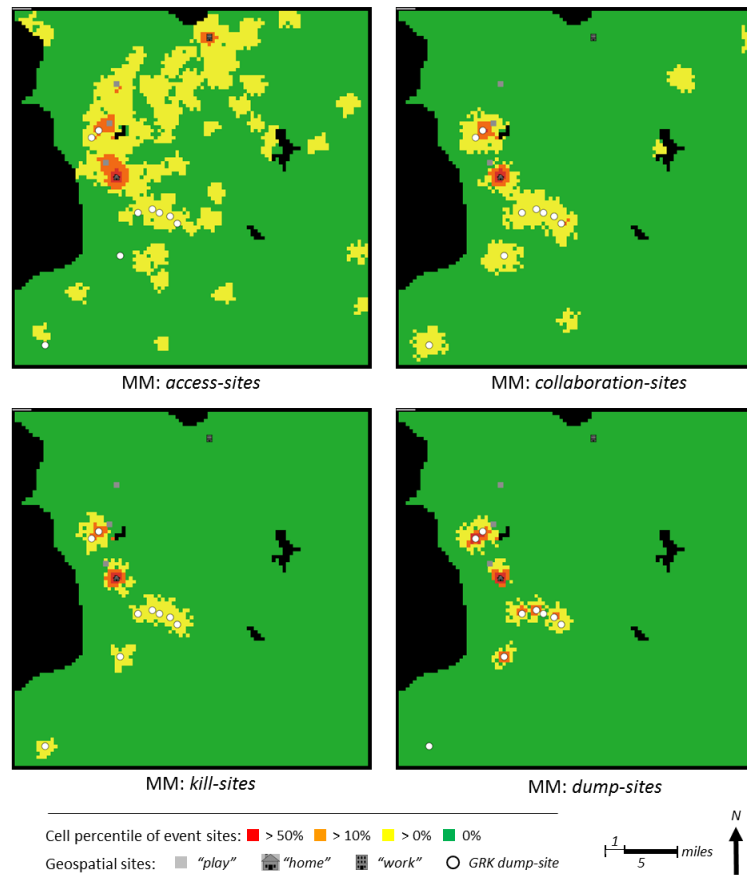 MM: access-sites
MM: collaboration-sites
MM: kill-sites
MM: dump-sites
Cell percentile of event sites: > 50% > 10% > 0% 0%
Geospatial sites: “play” “home” “work” GRK dump-site
N
1
5
miles